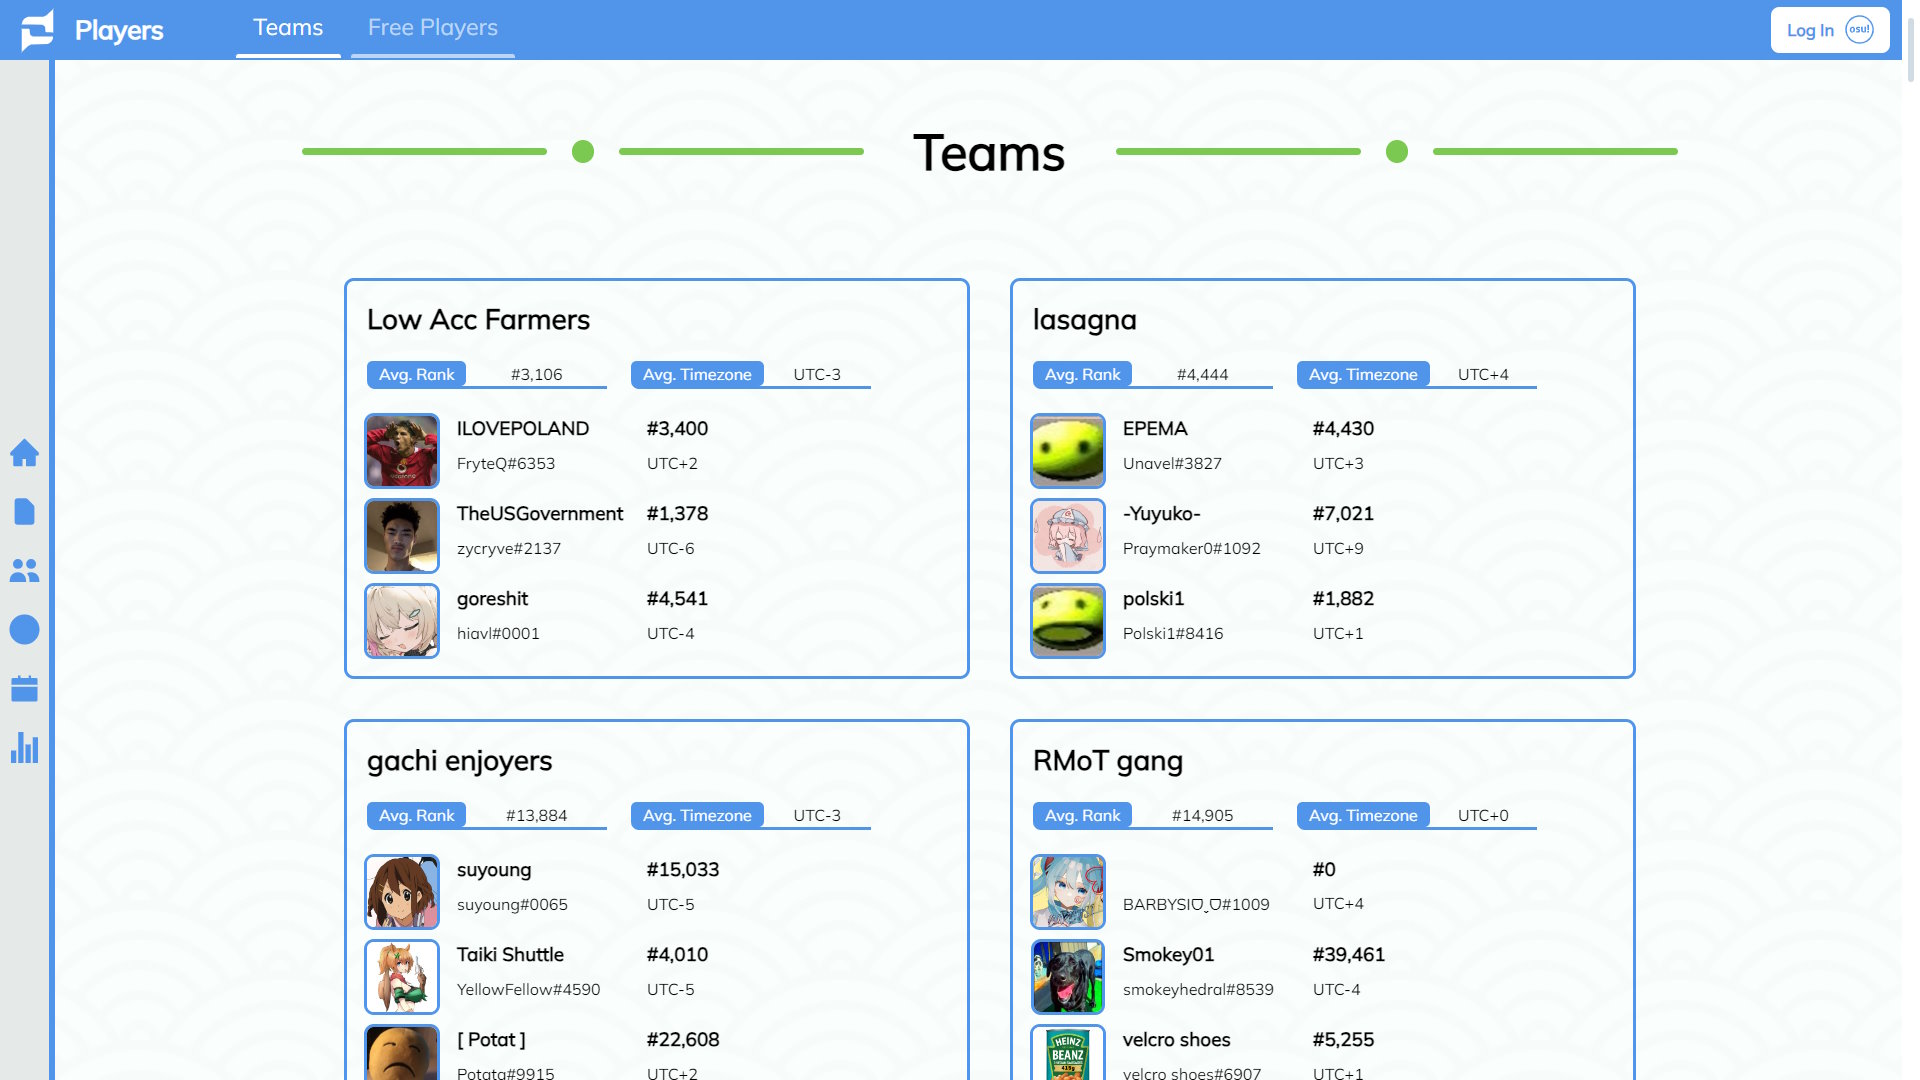 Players
Teams
Free Players
Log In
osu!
Teams
Low Acc Farmers
Avg. Rank #3,106 Avg. Timezone UTC-3
ILOVEPOLAND #3,400
FryteQ#6353 UTC+2
TheUSGovernment #1,378
zycryve#2137 UTC-6
goreshit #4,541
hiavl#0001 UTC-4
lasagna
Avg. Rank #4,444 Avg. Timezone UTC+4
EPEMA #4,430
Unavel#3827 UTC+3
-Yuyuko- #7,021
Praymaker0#1092 UTC+9
polski1 #1,882
Polski1#8416 UTC+1
gachi enjoyers
Avg. Rank #13,884 Avg. Timezone UTC-3
suyoung #15,033
suyoung#0065 UTC-5
Taiki Shuttle #4,010
YellowFellow#4590 UTC-5
[ Potat ] #22,608
Potata#9915 UTC+2
RMoT gang
Avg. Rank #14,905 Avg. Timezone UTC+0
#0
BARBYSIᗜˬᗜ#1009 UTC+4
Smokey01 #39,461
smokeyhedral#8539 UTC-4
HEINZ
BEANZ
415g
velcro shoes #5,255
velcro shoes#6907 UTC+1